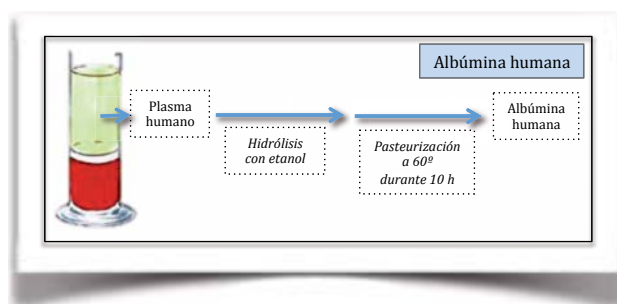 Albúmina humana
Plasma
humano
Hidrólisis
con etanol
Pasteurización
a 60º
durante 10 h
Albúmina
humana